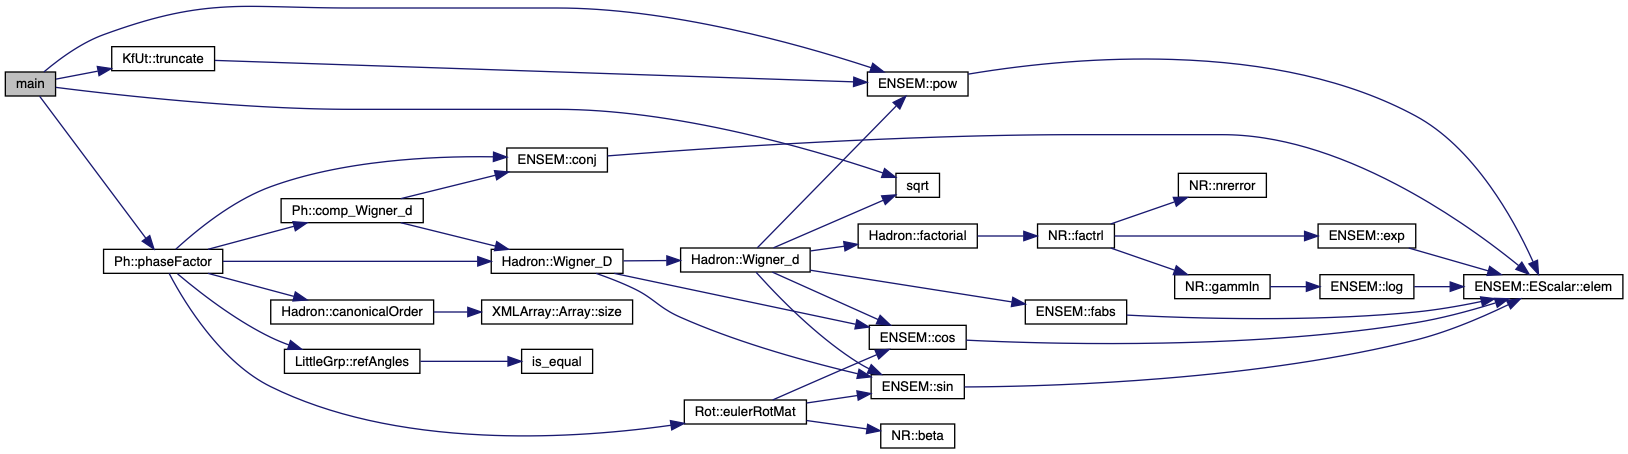 main
KfUt::truncate
ENSEM::pow
ENSEM::conj
sqrt
NR::nrerror
Ph::comp_Wigner_d
Hadron::factorial
NR::factrl
ENSEM::exp
Ph::phaseFactor
Hadron::Wigner_D
Hadron::Wigner_d
NR::gammln
ENSEM::log
ENSEM::EScalar::elem
Hadron::canonicalOrder
XMLArray::Array::size
ENSEM::fabs
ENSEM::cos
LittleGrp::refAngles
is_equal
ENSEM::sin
Rot::eulerRotMat
NR::beta